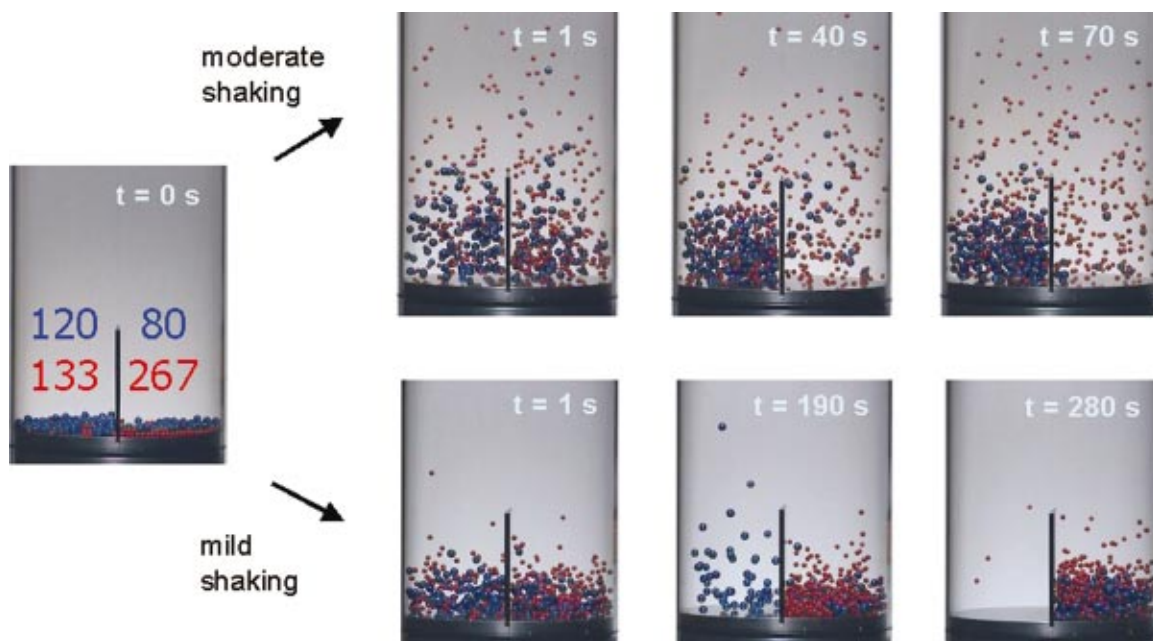 moderate
shaking
t = 1 s
t = 40 s
t = 70 s
t = 0 s
120 80
133 267
mild
shaking
t = 1 s
t = 190 s
t = 280 s